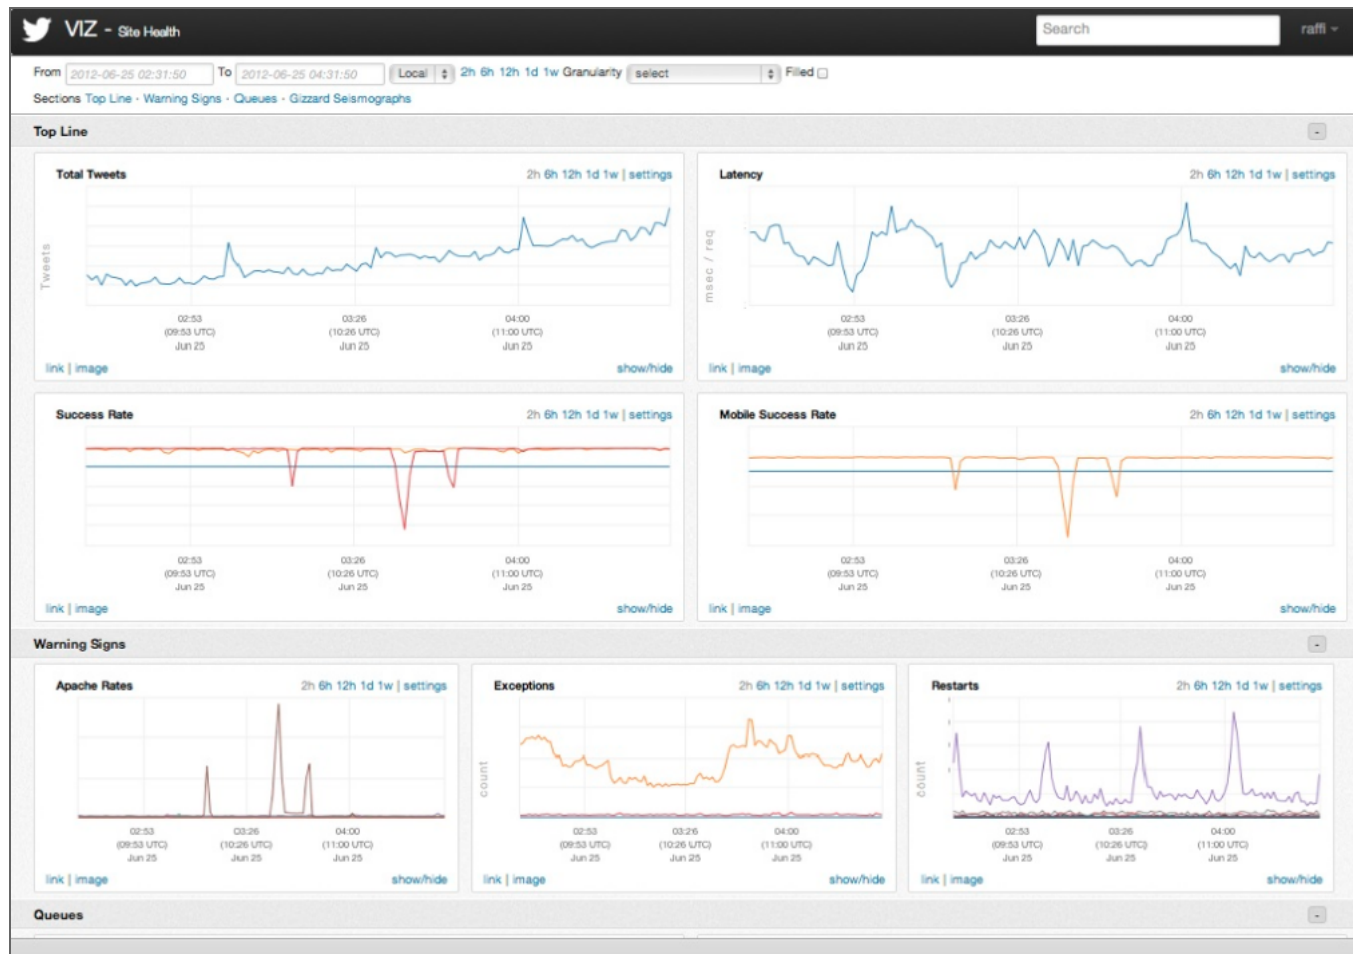 VIZ - Site Health
Search
raffi
From 2012-06-25 02:31:50 To 2012-06-25 04:31:50 Local 2h 6h 12h 1d 1w Granularity select Filled
Sections Top Line · Warning Signs · Queues · Gizzard Seismographs
Top Line
-
Total Tweets
2h 6h 12h 1d 1w | settings
Tweets
02:53 03:26 04:00
(09:53 UTC) (10:26 UTC) (11:00 UTC)
Jun 25 Jun 25 Jun 25
link | image
show/hide
Latency
2h 6h 12h 1d 1w | settings
msec / req
02:53 03:26 04:00
(09:53 UTC) (10:26 UTC) (11:00 UTC)
Jun 25 Jun 25 Jun 25
link | image
show/hide
Success Rate
2h 6h 12h 1d 1w | settings
02:53 03:26 04:00
(09:53 UTC) (10:26 UTC) (11:00 UTC)
Jun 25 Jun 25 Jun 25
link | image
show/hide
Mobile Success Rate
2h 6h 12h 1d 1w | settings
02:53 03:26 04:00
(09:53 UTC) (10:26 UTC) (11:00 UTC)
Jun 25 Jun 25 Jun 25
link | image
show/hide
Warning Signs
-
Apache Rates
2h 6h 12h 1d 1w | settings
02:53 03:26 04:00
(09:53 UTC) (10:26 UTC) (11:00 UTC)
Jun 25 Jun 25 Jun 25
link | image
show/hide
Exceptions
2h 6h 12h 1d 1w | settings
count
02:53 03:26 04:00
(09:53 UTC) (10:26 UTC) (11:00 UTC)
Jun 25 Jun 25 Jun 25
link | image
show/hide
Restarts
2h 6h 12h 1d 1w | settings
count
02:53 03:26 04:00
(09:53 UTC) (10:26 UTC) (11:00 UTC)
Jun 25 Jun 25 Jun 25
link | image
show/hide
Queues
-